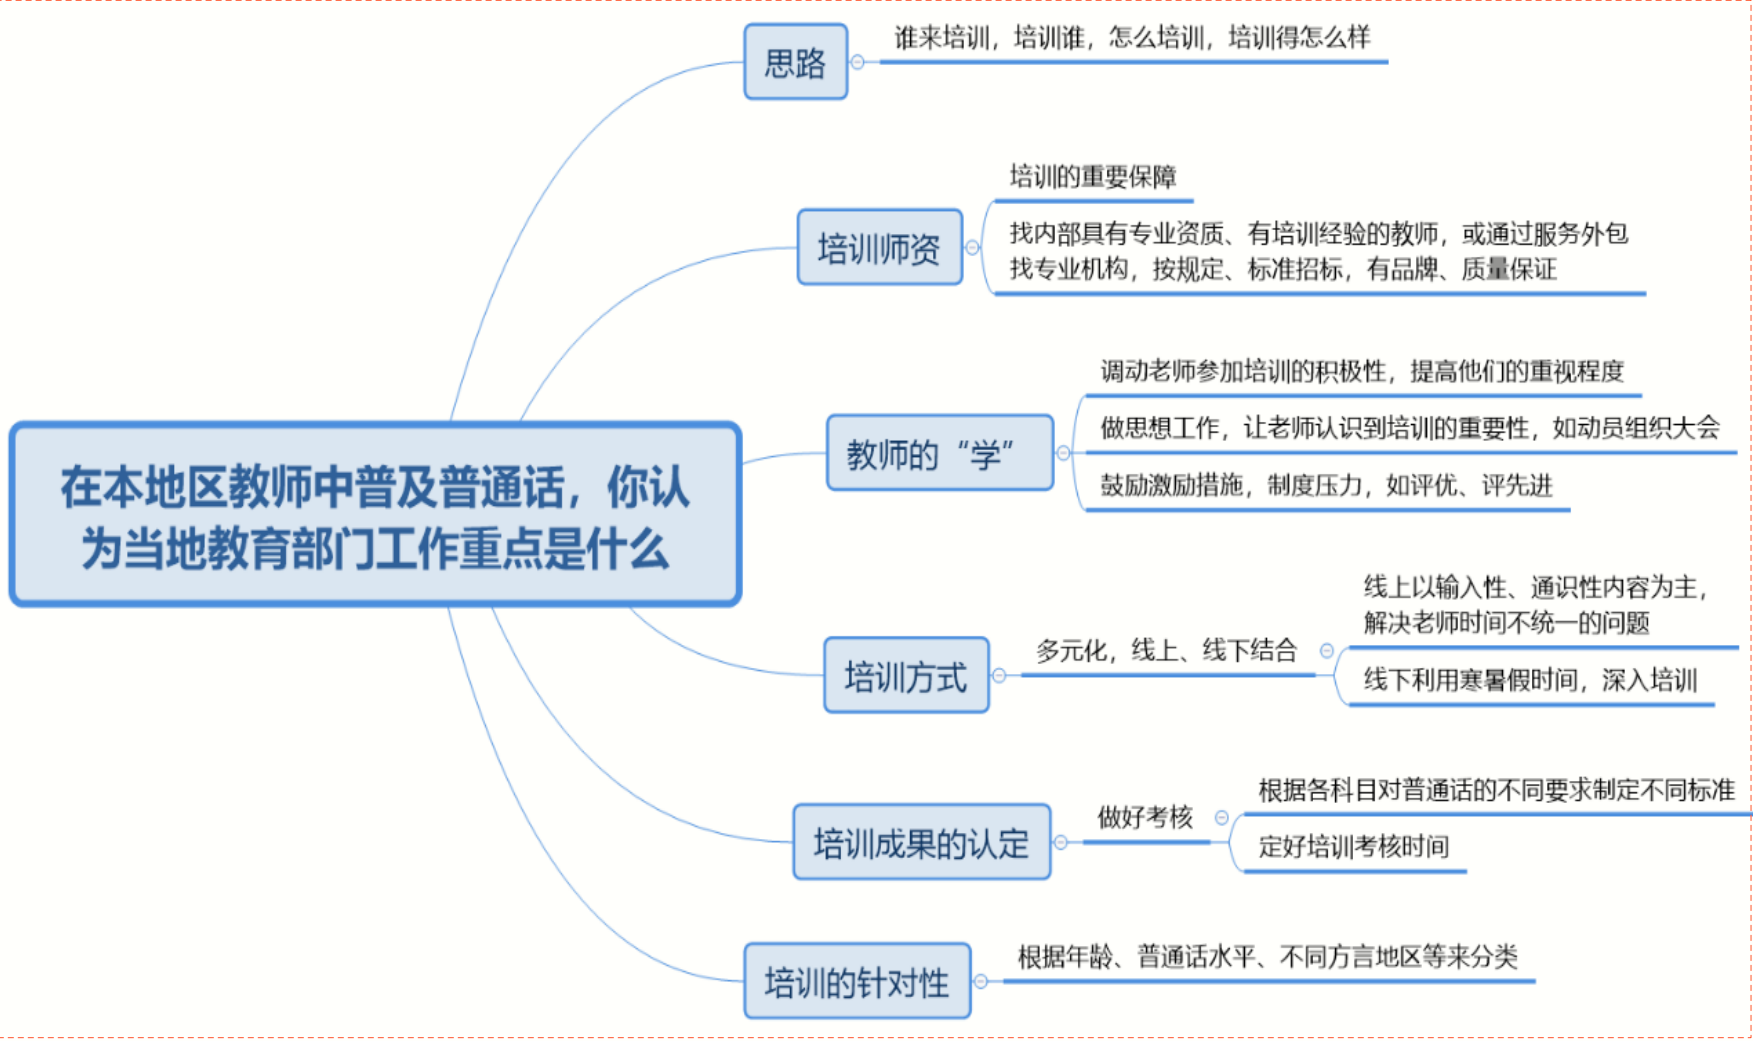 思路
谁来培训，培训谁，怎么培训，培训得怎么样
培训师资
培训的重要保障
找内部具有专业资质、有培训经验的教师，或通过服务外包
找专业机构，按规定、标准招标，有品牌、质量保证
在本地区教师中普及普通话，你认
为当地教育部门工作重点是什么
教师的“学”
调动老师参加培训的积极性，提高他们的重视程度
做思想工作，让老师认识到培训的重要性，如动员组织大会
鼓励激励措施，制度压力，如评优、评先进
培训方式
多元化，线上、线下结合
线上以输入性、通识性内容为主，
解决老师时间不统一的问题
线下利用寒暑假时间，深入培训
培训成果的认定
做好考核
根据各科目对普通话的不同要求制定不同标准
定好培训考核时间
培训的针对性
根据年龄、普通话水平、不同方言地区等来分类